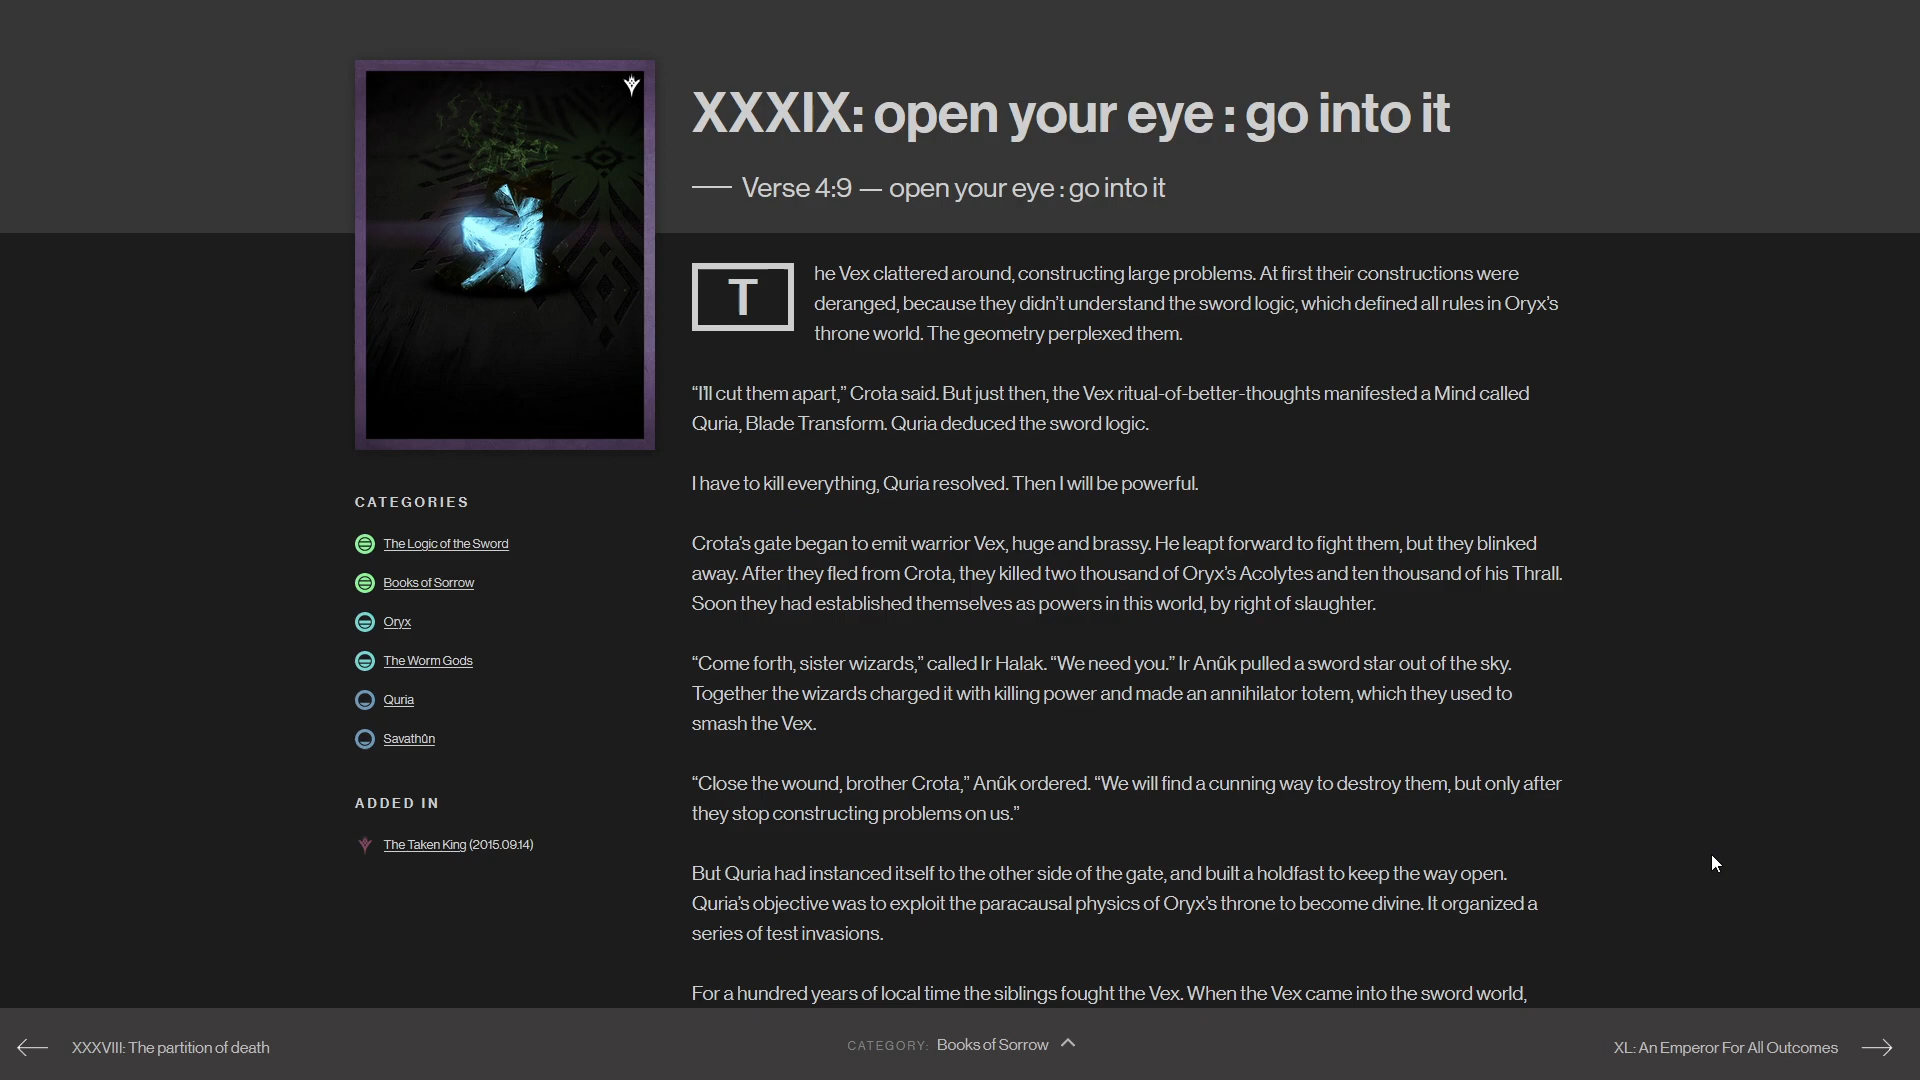 XXXIX: open your eye : go into it
Verse 4:9 — open your eye : go into it
The Vex clattered around, constructing large problems. At first their constructions were
deranged, because they didn’t understand the sword logic, which defined all rules in Oryx’s
throne world. The geometry perplexed them.
“I’ll cut them apart,” Crota said. But just then, the Vex ritual-of-better-thoughts manifested a Mind called
Quria, Blade Transform. Quria deduced the sword logic.
I have to kill everything, Quria resolved. Then I will be powerful.
Crota’s gate began to emit warrior Vex, huge and brassy. He leapt forward to fight them, but they blinked
away. After they fled from Crota, they killed two thousand of Oryx’s Acolytes and ten thousand of his Thrall.
Soon they had established themselves as powers in this world, by right of slaughter.
“Come forth, sister wizards,” called Ir Halak. “We need you.” Ir Anûk pulled a sword star out of the sky.
Together the wizards charged it with killing power and made an annihilator totem, which they used to
smash the Vex.
“Close the wound, brother Crota,” Anûk ordered. “We will find a cunning way to destroy them, but only after
they stop constructing problems on us.”
But Quria had instanced itself to the other side of the gate, and built a holdfast to keep the way open.
Quria’s objective was to exploit the paracausal physics of Oryx’s throne to become divine. It organized a
series of test invasions.
For a hundred years of local time the siblings fought the Vex. When the Vex came into the sword world,
CATEGORIES
The Logic of the Sword
Books of Sorrow
Oryx
The Worm Gods
Quria
Savathûn
ADDED IN
The Taken King (2015.09.14)
XXXVIII: The partition of death
CATEGORY: Books of Sorrow
XL: An Emperor For All Outcomes